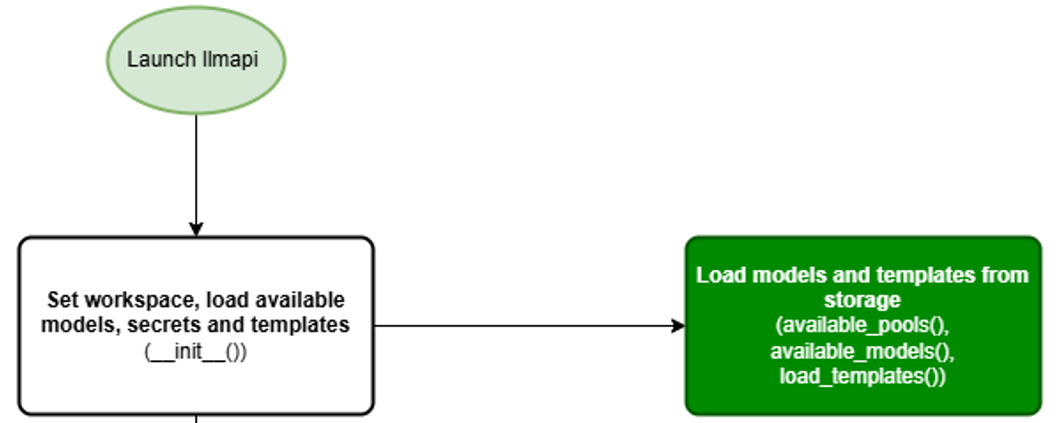 Launch llmapi
Set workspace, load available
models, secrets and templates
(__init__())
Load models and templates from
storage
(available_pools(),
available_models(),
load_templates())